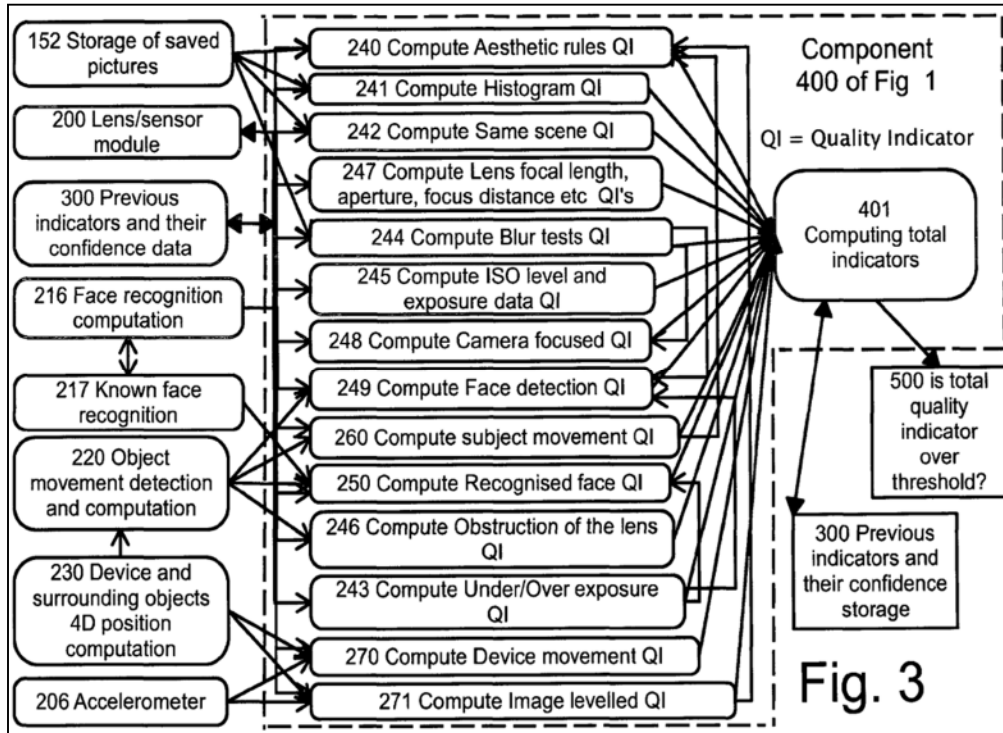 152 Storage of saved
pictures
200 Lens/sensor
module
300 Previous
indicators and their
confidence data
216 Face recognition
computation
217 Known face
recognition
220 Object
movement detection
and computation
230 Device and
surrounding objects
4D position
computation
206 Accelerometer
240 Compute Aesthetic rules QI
241 Compute Histogram QI
242 Compute Same scene QI
247 Compute Lens focal length,
aperture, focus distance etc QI's
244 Compute Blur tests QI
245 Compute ISO level and
exposure data QI
248 Compute Camera focused QI
249 Compute Face detection QI
260 Compute subject movement QI
250 Compute Recognised face QI
246 Compute Obstruction of the lens
QI
243 Compute Under/Over exposure
QI
270 Compute Device movement QI
271 Compute Image levelled QI
Component
400 of Fig 1
QI = Quality Indicator
401
Computing total
indicators
500 is total
quality
indicator
over
threshold?
300 Previous
indicators and
their confidence
storage
Fig. 3